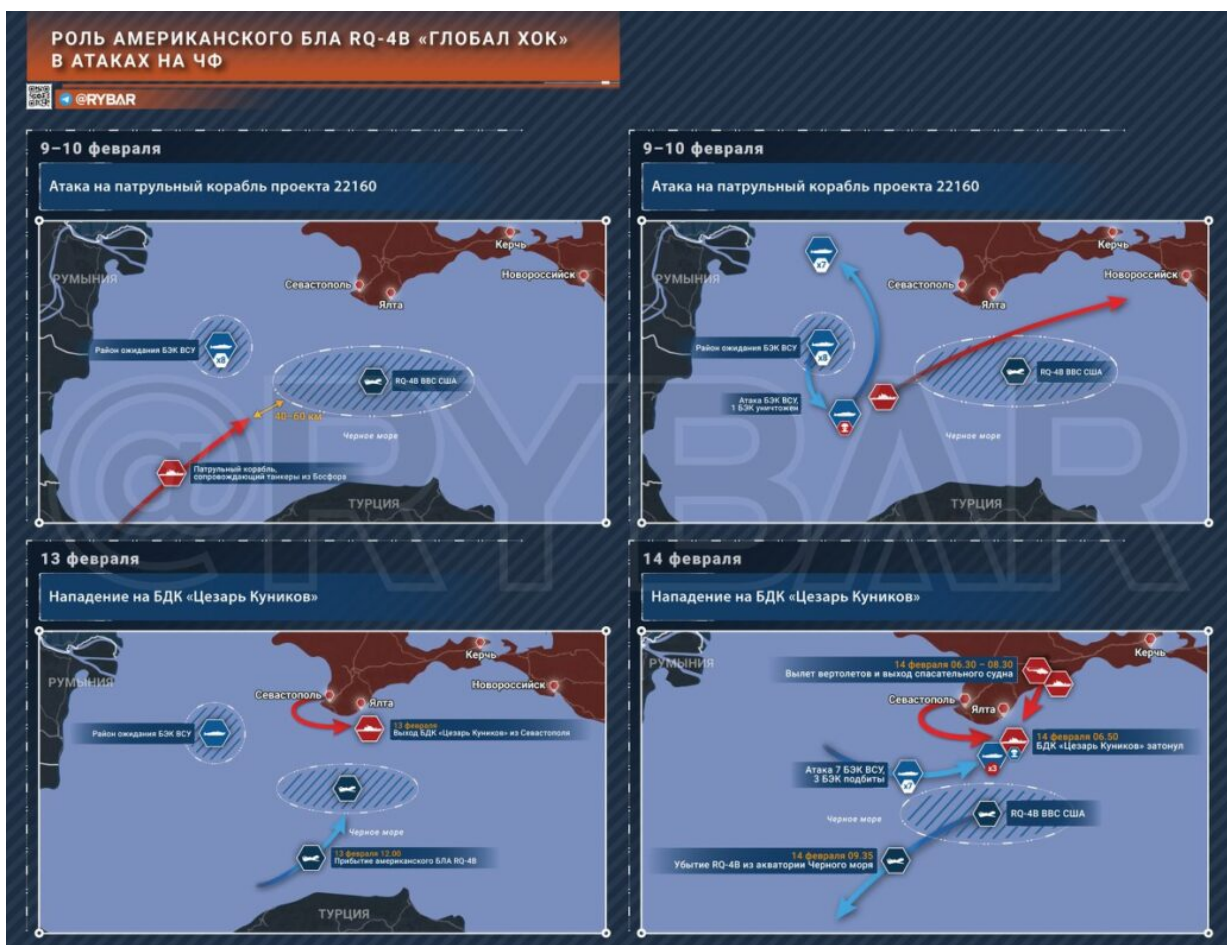 РОЛЬ АМЕРИКАНСКОГО БЛА RQ-4B «ГЛОБАЛ ХОК»
В АТАКАХ НА ЧФ
@RYBAR
9–10 февраля
Атака на патрульный корабль проекта 22160
РУМЫНИЯ
Керчь
Новороссийск
Севастополь
Ялта
Район ожидания БЭК ВСУ
x8
RQ-4B ВВС США
40–60 км
Черное море
Патрульный корабль,
сопровождающий танкеры из Босфора
ТУРЦИЯ
9–10 февраля
Атака на патрульный корабль проекта 22160
x7
РУМЫНИЯ
Керчь
Новороссийск
Севастополь
Ялта
Район ожидания БЭК ВСУ
x8
RQ-4B ВВС США
Атака БЭК ВСУ,
1 БЭК уничтожен
Черное море
ТУРЦИЯ
@RYBAR
13 февраля
Нападение на БДК «Цезарь Куников»
РУМЫНИЯ
Керчь
Новороссийск
Севастополь
Ялта
13 февраля
Выход БДК «Цезарь Куников» из Севастополя
Район ожидания БЭК ВСУ
Черное море
13 февраля 12.00
Прибытие американского БЛА RQ-4B
ТУРЦИЯ
14 февраля
Нападение на БДК «Цезарь Куников»
РУМЫНИЯ
Керчь
14 февраля 06.30 – 08.30
Вылет вертолетов и выход спасательного судна
Севастополь
Ялта
14 февраля 06.50
БДК «Цезарь Куников» затонул
Атака 7 БЭК ВСУ,
3 БЭК подбиты
x7
x3
Черное море
RQ-4B ВВС США
14 февраля 09.35
Убытие RQ-4B из акватории Черного моря
ТУРЦИЯ